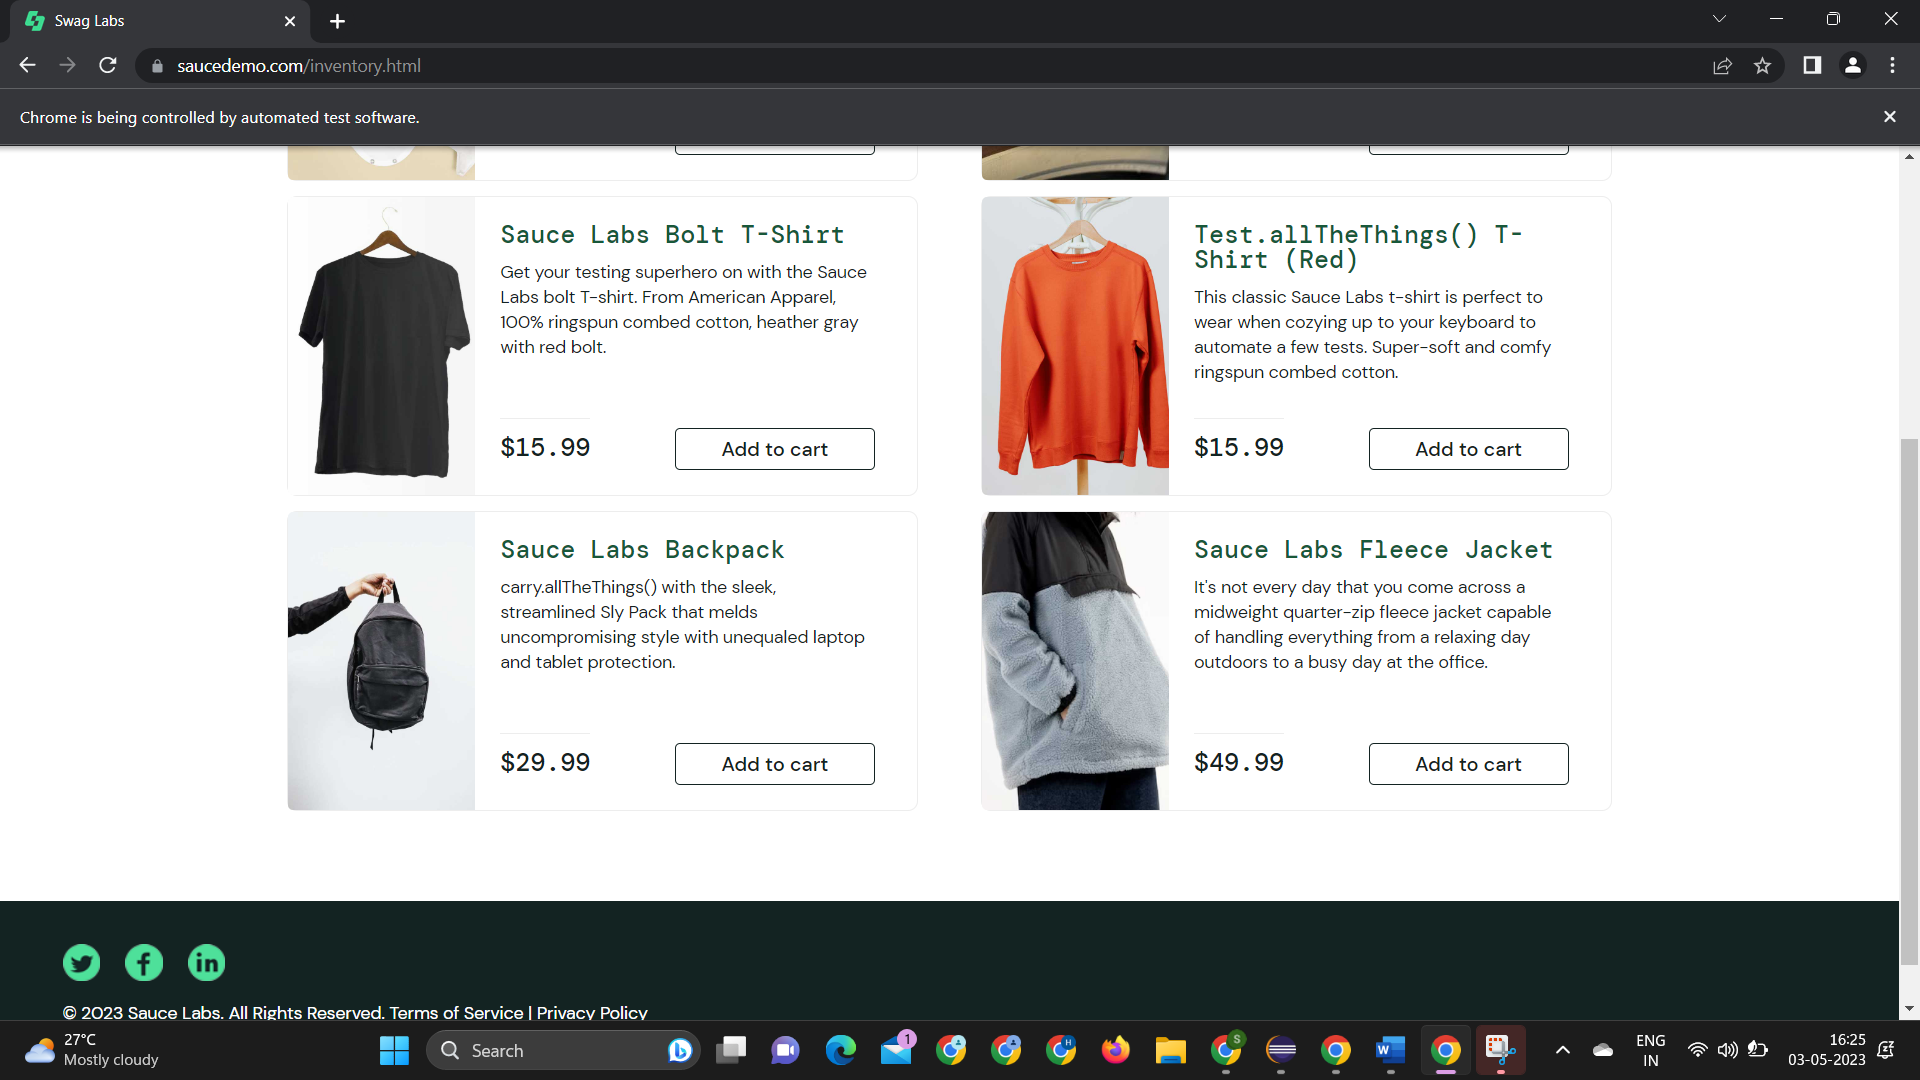 Swag Labs
saucedemo.com/inventory.html
Chrome is being controlled by automated test software.
Sauce Labs Bolt T-Shirt
Get your testing superhero on with the Sauce
Labs bolt T-shirt. From American Apparel,
100% ringspun combed cotton, heather gray
with red bolt.
$15.99
Add to cart
Test.allTheThings() T-
Shirt (Red)
This classic Sauce Labs t-shirt is perfect to
wear when cozying up to your keyboard to
automate a few tests. Super-soft and comfy
ringspun combed cotton.
$15.99
Add to cart
Sauce Labs Backpack
carry.allTheThings() with the sleek,
streamlined Sly Pack that melds
uncompromising style with unequaled laptop
and tablet protection.
$29.99
Add to cart
Sauce Labs Fleece Jacket
It's not every day that you come across a
midweight quarter-zip fleece jacket capable
of handling everything from a relaxing day
outdoors to a busy day at the office.
$49.99
Add to cart
© 2023 Sauce Labs. All Rights Reserved. Terms of Service | Privacy Policy
27°C
Mostly cloudy
Search
1
A
A
H
S
W
ENG
IN
16:25
03-05-2023